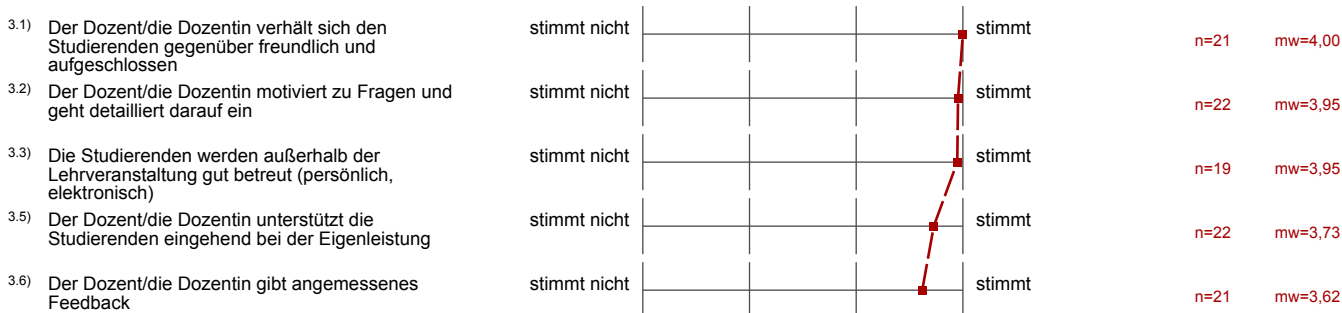 3.1) Der Dozent/die Dozentin verhält sich den stimmt nicht stimmt
Studierenden gegenüber freundlich und n=21 mw=4,00
aufgeschlossen
3.2) Der Dozent/die Dozentin motiviert zu Fragen und stimmt nicht stimmt
geht detailliert darauf ein n=22 mw=3,95
3.3) Die Studierenden werden außerhalb der stimmt nicht stimmt
Lehrveranstaltung gut betreut (persönlich, n=19 mw=3,95
elektronisch)
3.5) Der Dozent/die Dozentin unterstützt die stimmt nicht stimmt
Studierenden eingehend bei der Eigenleistung n=22 mw=3,73
3.6) Der Dozent/die Dozentin gibt angemessenes stimmt nicht stimmt
Feedback n=21 mw=3,62